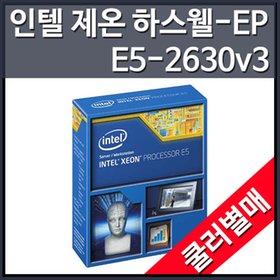 인텔 제온 하스웰-EP
E5-2630v3
intel
Server / Workstation
INTEL® XEON® PROCESSOR E5
쿨러별매